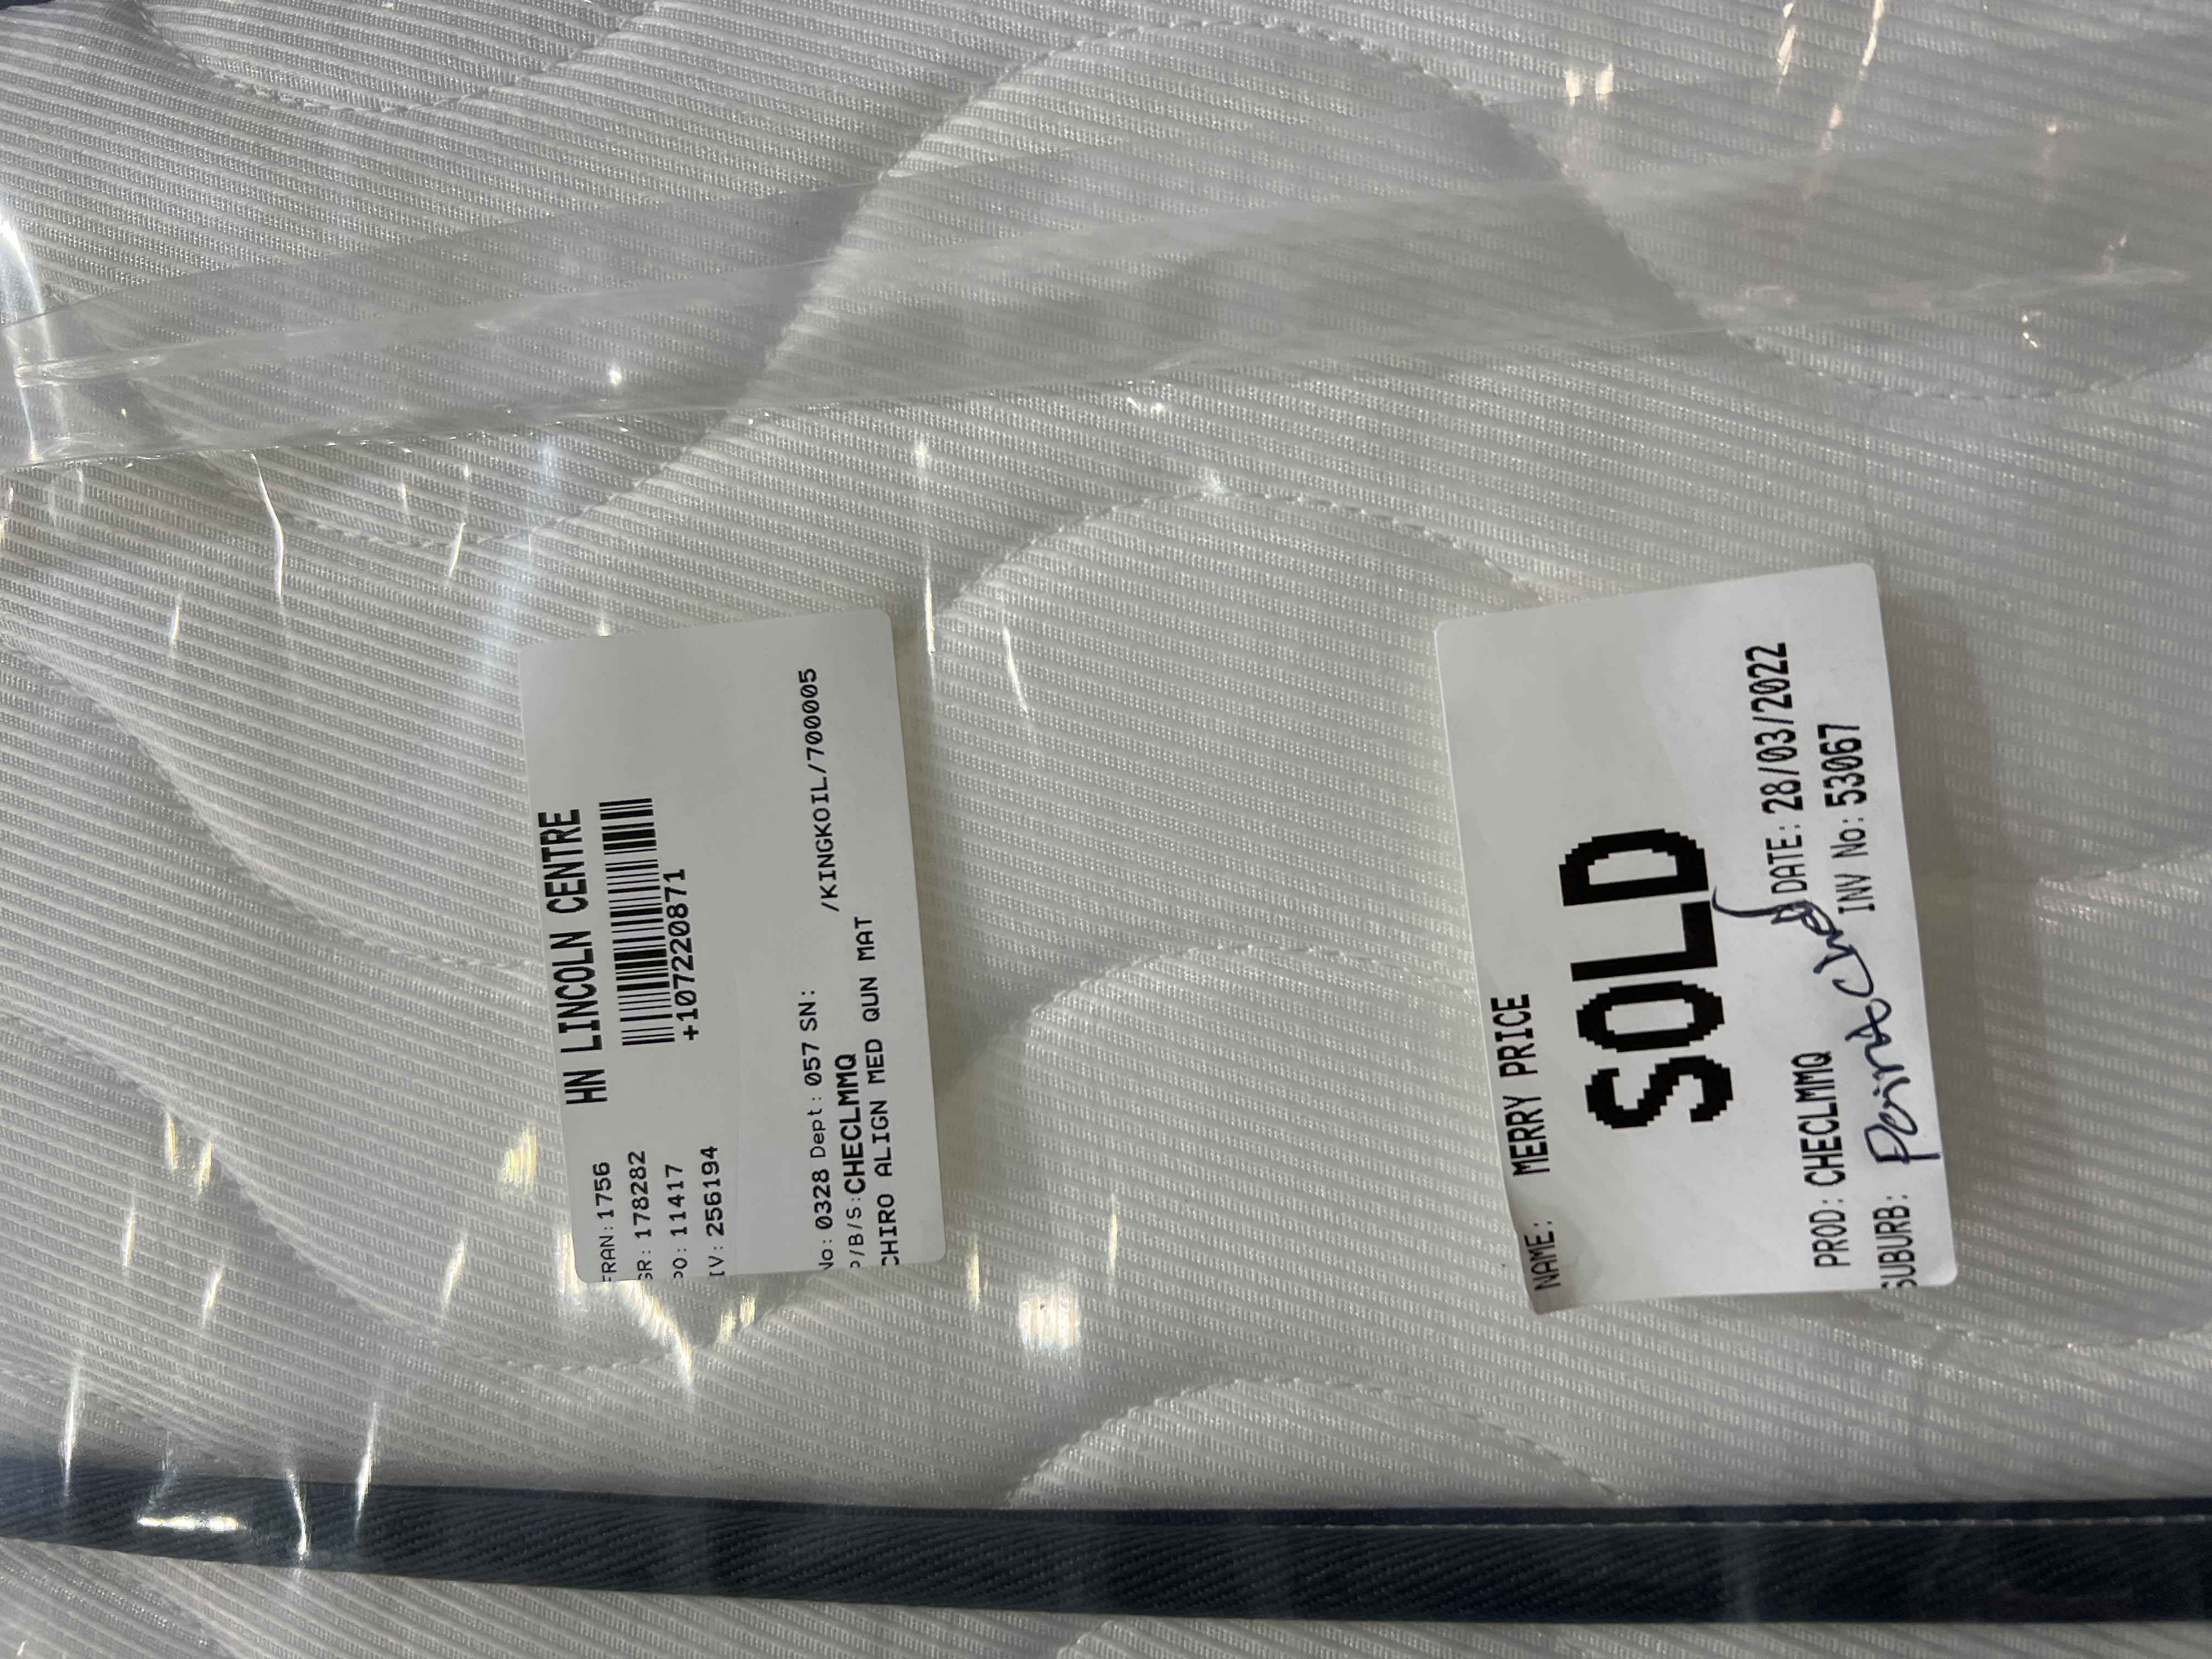 HN LINCOLN CENTRE
FRAN:1756
GR:178282
PO:11417
+1072220871
IV:256194
No:0328 Dept:057 SN:
/KINGKOIL/700005
P/B/S:CHECLMMQ
CHIRO ALIGN MED QUN MAT
NAME: MERRY PRICE
SOLD
PROD:CHECLMMQ DATE:28/03/2022
SUBURB: INV No:53067
Point